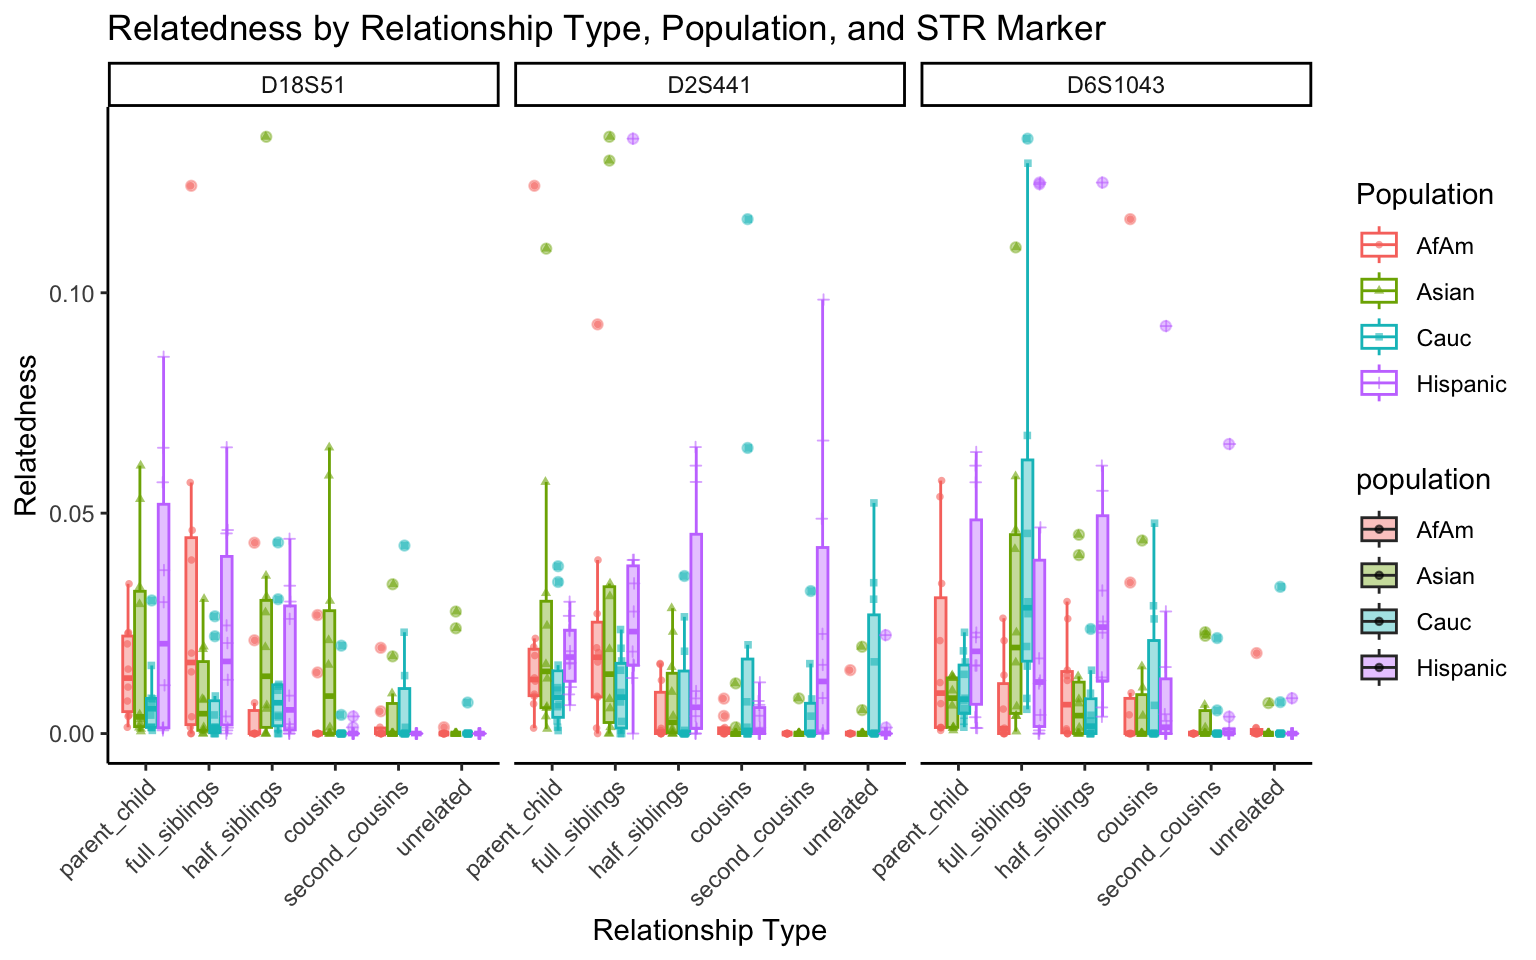 Relatedness by Relationship Type, Population, and STR Marker
D18S51
D2S441
D6S1043
Relatedness
0.10
0.05
0.00
parent_child
full_siblings
half_siblings
cousins
second_cousins
unrelated
parent_child
full_siblings
half_siblings
cousins
second_cousins
unrelated
parent_child
full_siblings
half_siblings
cousins
second_cousins
unrelated
Relationship Type
Population
AfAm
Asian
Cauc
Hispanic
population
AfAm
Asian
Cauc
Hispanic